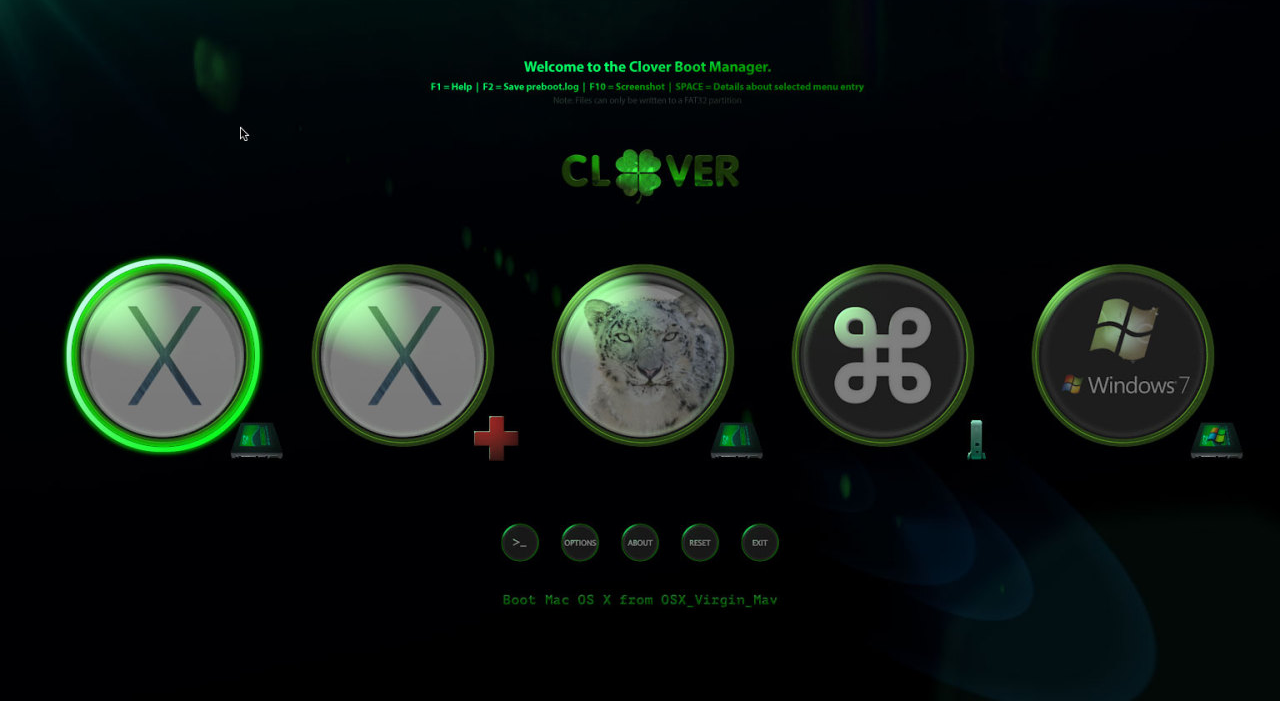 Welcome to the Clover Boot Manager.
F1 = Help | F2 = Save preboot.log | F10 = Screenshot | SPACE = Details about selected menu entry
Note: Files can only be written to a FAT32 partition
CLOVER
X
X
Windows 7
>_
OPTIONS
ABOUT
RESET
EXIT
Boot Mac OS X from OSX_Virgin_Mav